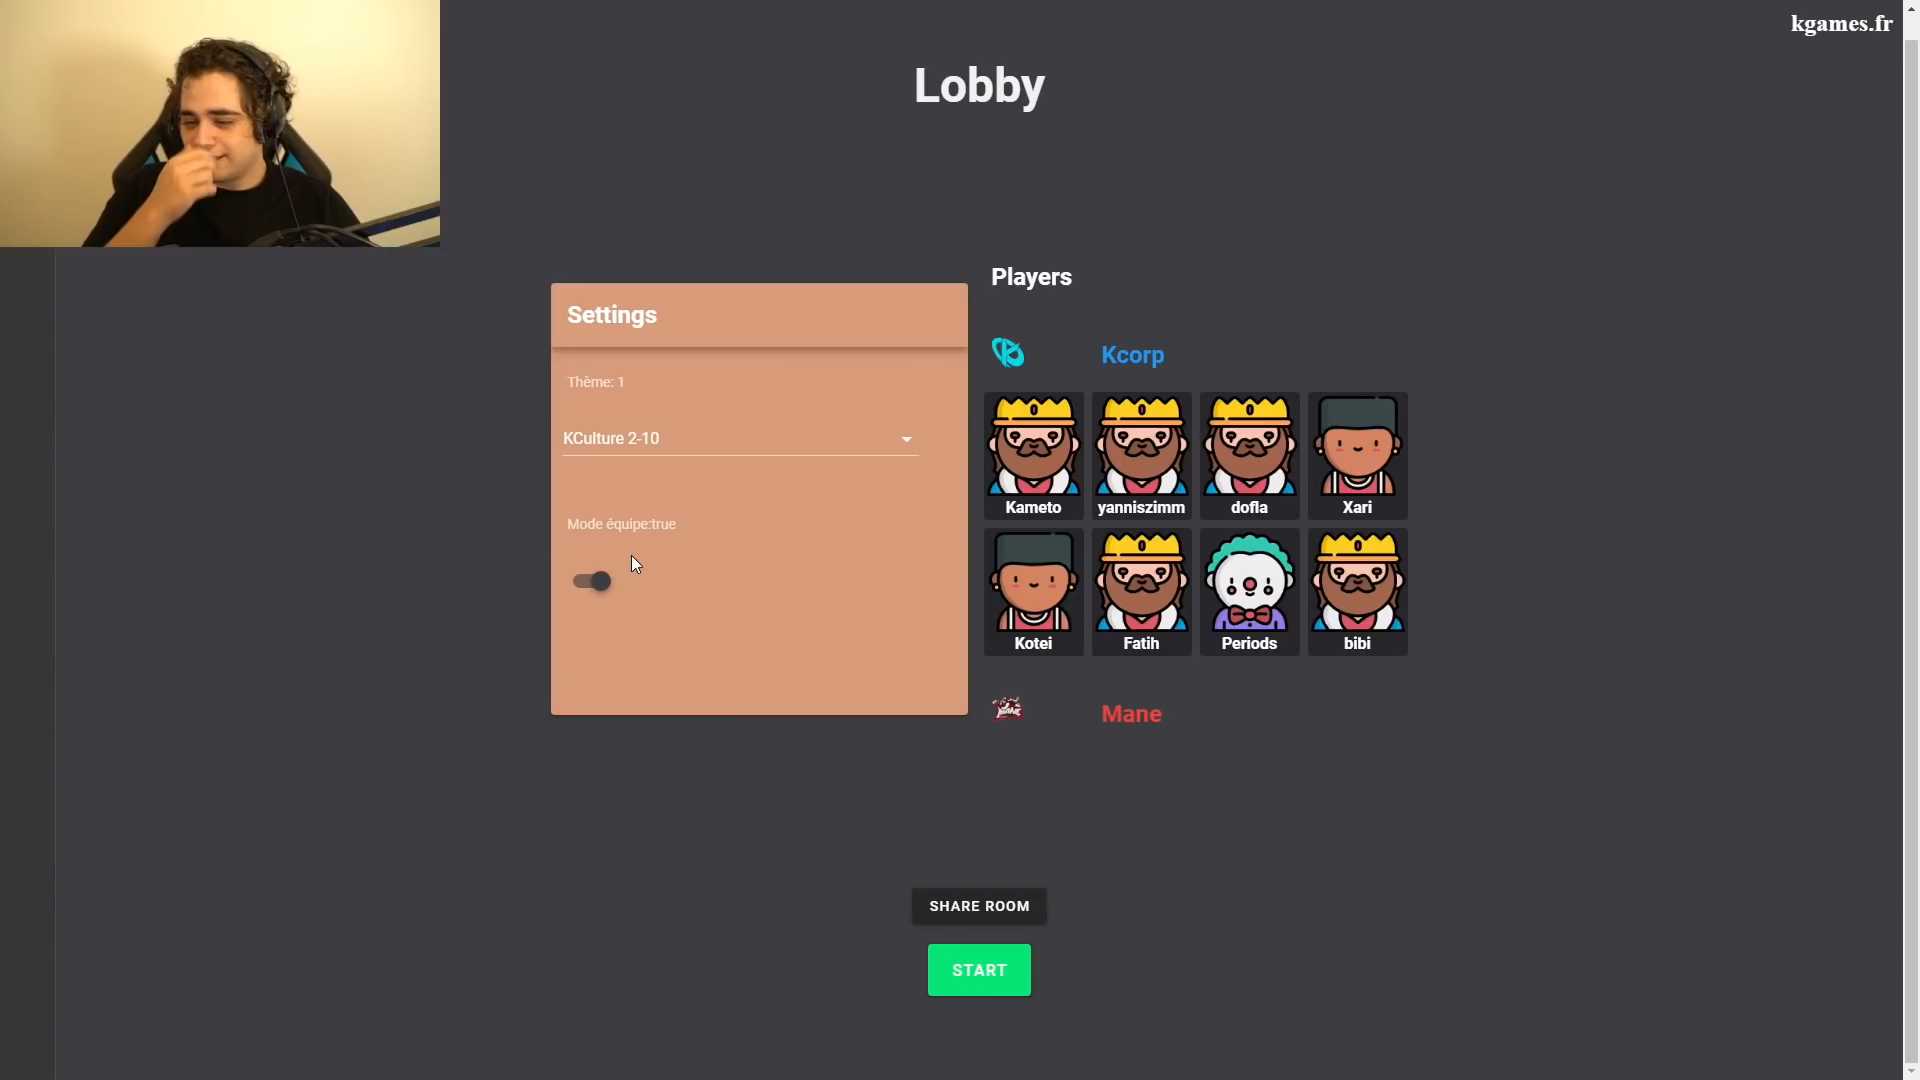 kgames.fr
Lobby
Settings
Thème: 1
KCulture 2-10
Mode équipe:true
Players
Kcorp
Kameto
yanniszimm
dofla
Xari
Kotei
Fatih
Periods
bibi
Mane
SHARE ROOM
START